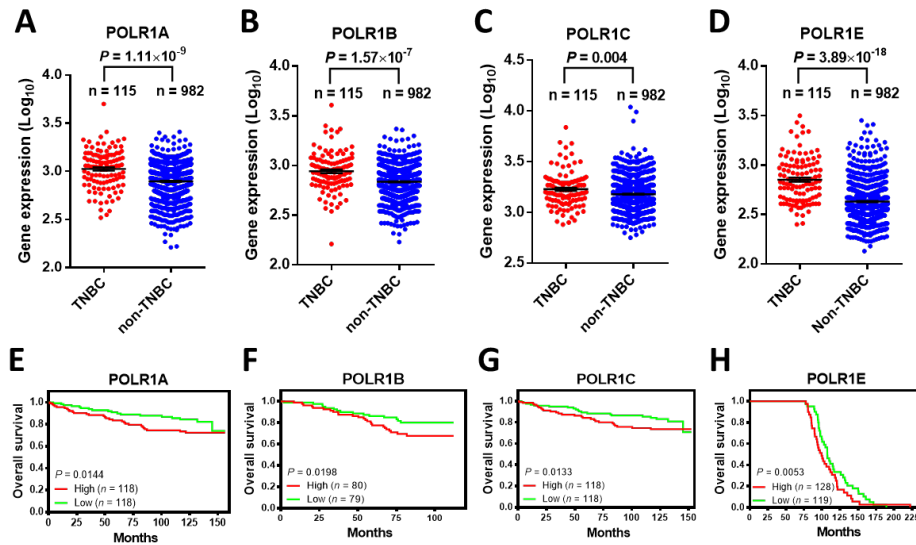 A
POLR1A
P = 1.11×10-9
n = 115 n = 982
Gene expression (Log10)
4.0
3.5
3.0
2.5
2.0
TNBC
non-TNBC
B
POLR1B
P = 1.57×10-7
n = 115 n = 982
Gene expression (Log10)
4.0
3.5
3.0
2.5
2.0
TNBC
non-TNBC
C
POLR1C
P = 0.004
n = 115 n = 982
Gene expression (Log10)
4.5
4.0
3.5
3.0
2.5
TNBC
non-TNBC
D
POLR1E
P = 3.89×10-18
n = 115 n = 982
Gene expression (Log10)
4.0
3.5
3.0
2.5
2.0
TNBC
Non-TNBC
E
POLR1A
Overall survival
1.0
0.8
0.6
0.4
0.2
0.0
P = 0.0144
High (n = 118)
Low (n = 118)
0 25 50 75 100 125 150
Months
F
POLR1B
Overall survival
1.0
0.8
0.6
0.4
0.2
0.0
P = 0.0198
High (n = 80)
Low (n = 79)
0 25 50 75 100
Months
G
POLR1C
Overall survival
1.0
0.8
0.6
0.4
0.2
0.0
P = 0.0133
High (n = 118)
Low (n = 118)
0 25 50 75 100 125 150
Months
H
POLR1E
Overall survival
1.0
0.8
0.6
0.4
0.2
0.0
P = 0.0053
High (n = 128)
Low (n = 119)
0 25 50 75 100 125 150 175 200 225
Months